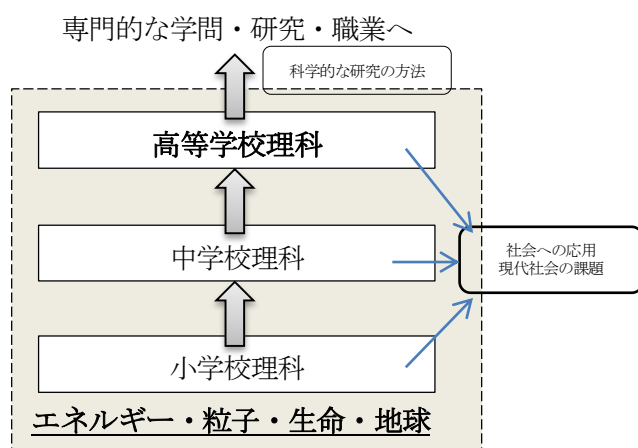 専門的な学問・研究・職業へ
科学的な研究の方法
高等学校理科
中学校理科
社会への応用
現代社会の課題
小学校理科
エネルギー・粒子・生命・地球